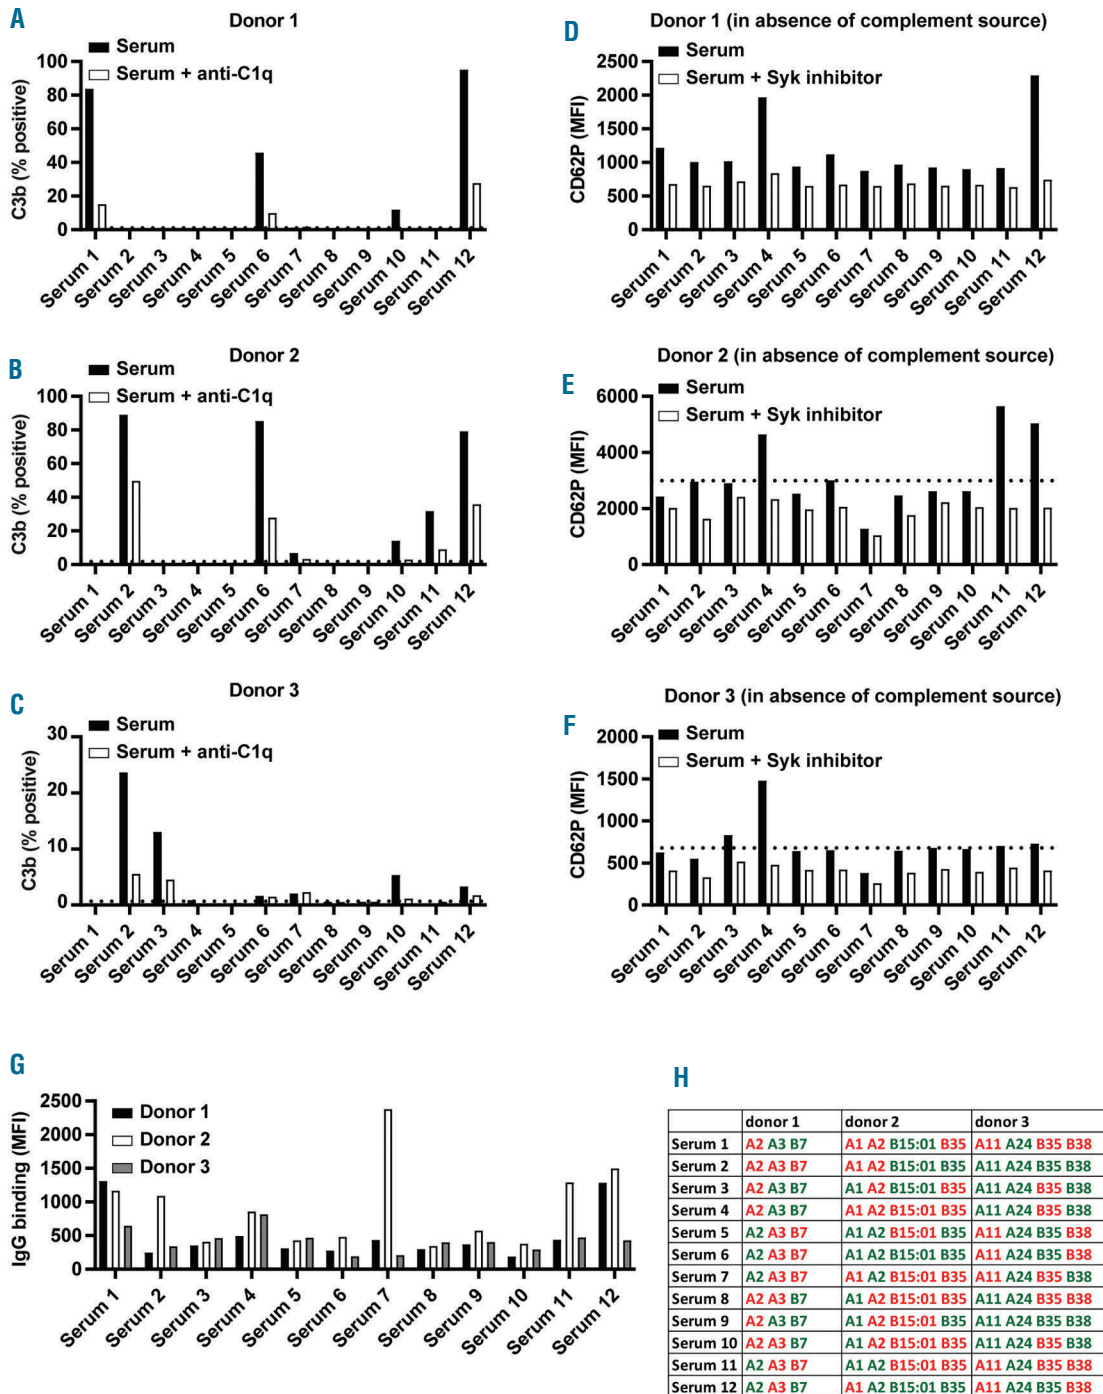 A
Donor 1
Serum
Serum + anti-C1q
C3b (% positive)
100
80
60
40
20
0
Serum 1
Serum 2
Serum 3
Serum 4
Serum 5
Serum 6
Serum 7
Serum 8
Serum 9
Serum 10
Serum 11
Serum 12
D
Donor 1 (in absence of complement source)
Serum
Serum + Syk inhibitor
CD62P (MFI)
2500
2000
1500
1000
500
0
Serum 1
Serum 2
Serum 3
Serum 4
Serum 5
Serum 6
Serum 7
Serum 8
Serum 9
Serum 10
Serum 11
Serum 12
B
Donor 2
Serum
Serum + anti-C1q
C3b (% positive)
100
80
60
40
20
0
Serum 1
Serum 2
Serum 3
Serum 4
Serum 5
Serum 6
Serum 7
Serum 8
Serum 9
Serum 10
Serum 11
Serum 12
E
Donor 2 (in absence of complement source)
Serum
Serum + Syk inhibitor
CD62P (MFI)
6000
4000
2000
0
Serum 1
Serum 2
Serum 3
Serum 4
Serum 5
Serum 6
Serum 7
Serum 8
Serum 9
Serum 10
Serum 11
Serum 12
C
Donor 3
Serum
Serum + anti-C1q
C3b (% positive)
30
20
10
0
Serum 1
Serum 2
Serum 3
Serum 4
Serum 5
Serum 6
Serum 7
Serum 8
Serum 9
Serum 10
Serum 11
Serum 12
F
Donor 3 (in absence of complement source)
Serum
Serum + Syk inhibitor
CD62P (MFI)
2000
1500
1000
500
0
Serum 1
Serum 2
Serum 3
Serum 4
Serum 5
Serum 6
Serum 7
Serum 8
Serum 9
Serum 10
Serum 11
Serum 12
G
Donor 1
Donor 2
Donor 3
IgG binding (MFI)
2500
2000
1500
1000
500
0
Serum 1
Serum 2
Serum 3
Serum 4
Serum 5
Serum 6
Serum 7
Serum 8
Serum 9
Serum 10
Serum 11
Serum 12
H
donor 1 donor 2 donor 3
Serum 1 A2 A3 B7 A1 A2 B15:01 B35 A11 A24 B35 B38
Serum 2 A2 A3 B7 A1 A2 B15:01 B35 A11 A24 B35 B38
Serum 3 A2 A3 B7 A1 A2 B15:01 B35 A11 A24 B35 B38
Serum 4 A2 A3 B7 A1 A2 B15:01 B35 A11 A24 B35 B38
Serum 5 A2 A3 B7 A1 A2 B15:01 B35 A11 A24 B35 B38
Serum 6 A2 A3 B7 A1 A2 B15:01 B35 A11 A24 B35 B38
Serum 7 A2 A3 B7 A1 A2 B15:01 B35 A11 A24 B35 B38
Serum 8 A2 A3 B7 A1 A2 B15:01 B35 A11 A24 B35 B38
Serum 9 A2 A3 B7 A1 A2 B15:01 B35 A11 A24 B35 B38
Serum 10 A2 A3 B7 A1 A2 B15:01 B35 A11 A24 B35 B38
Serum 11 A2 A3 B7 A1 A2 B15:01 B35 A11 A24 B35 B38
Serum 12 A2 A3 B7 A1 A2 B15:01 B35 A11 A24 B35 B38